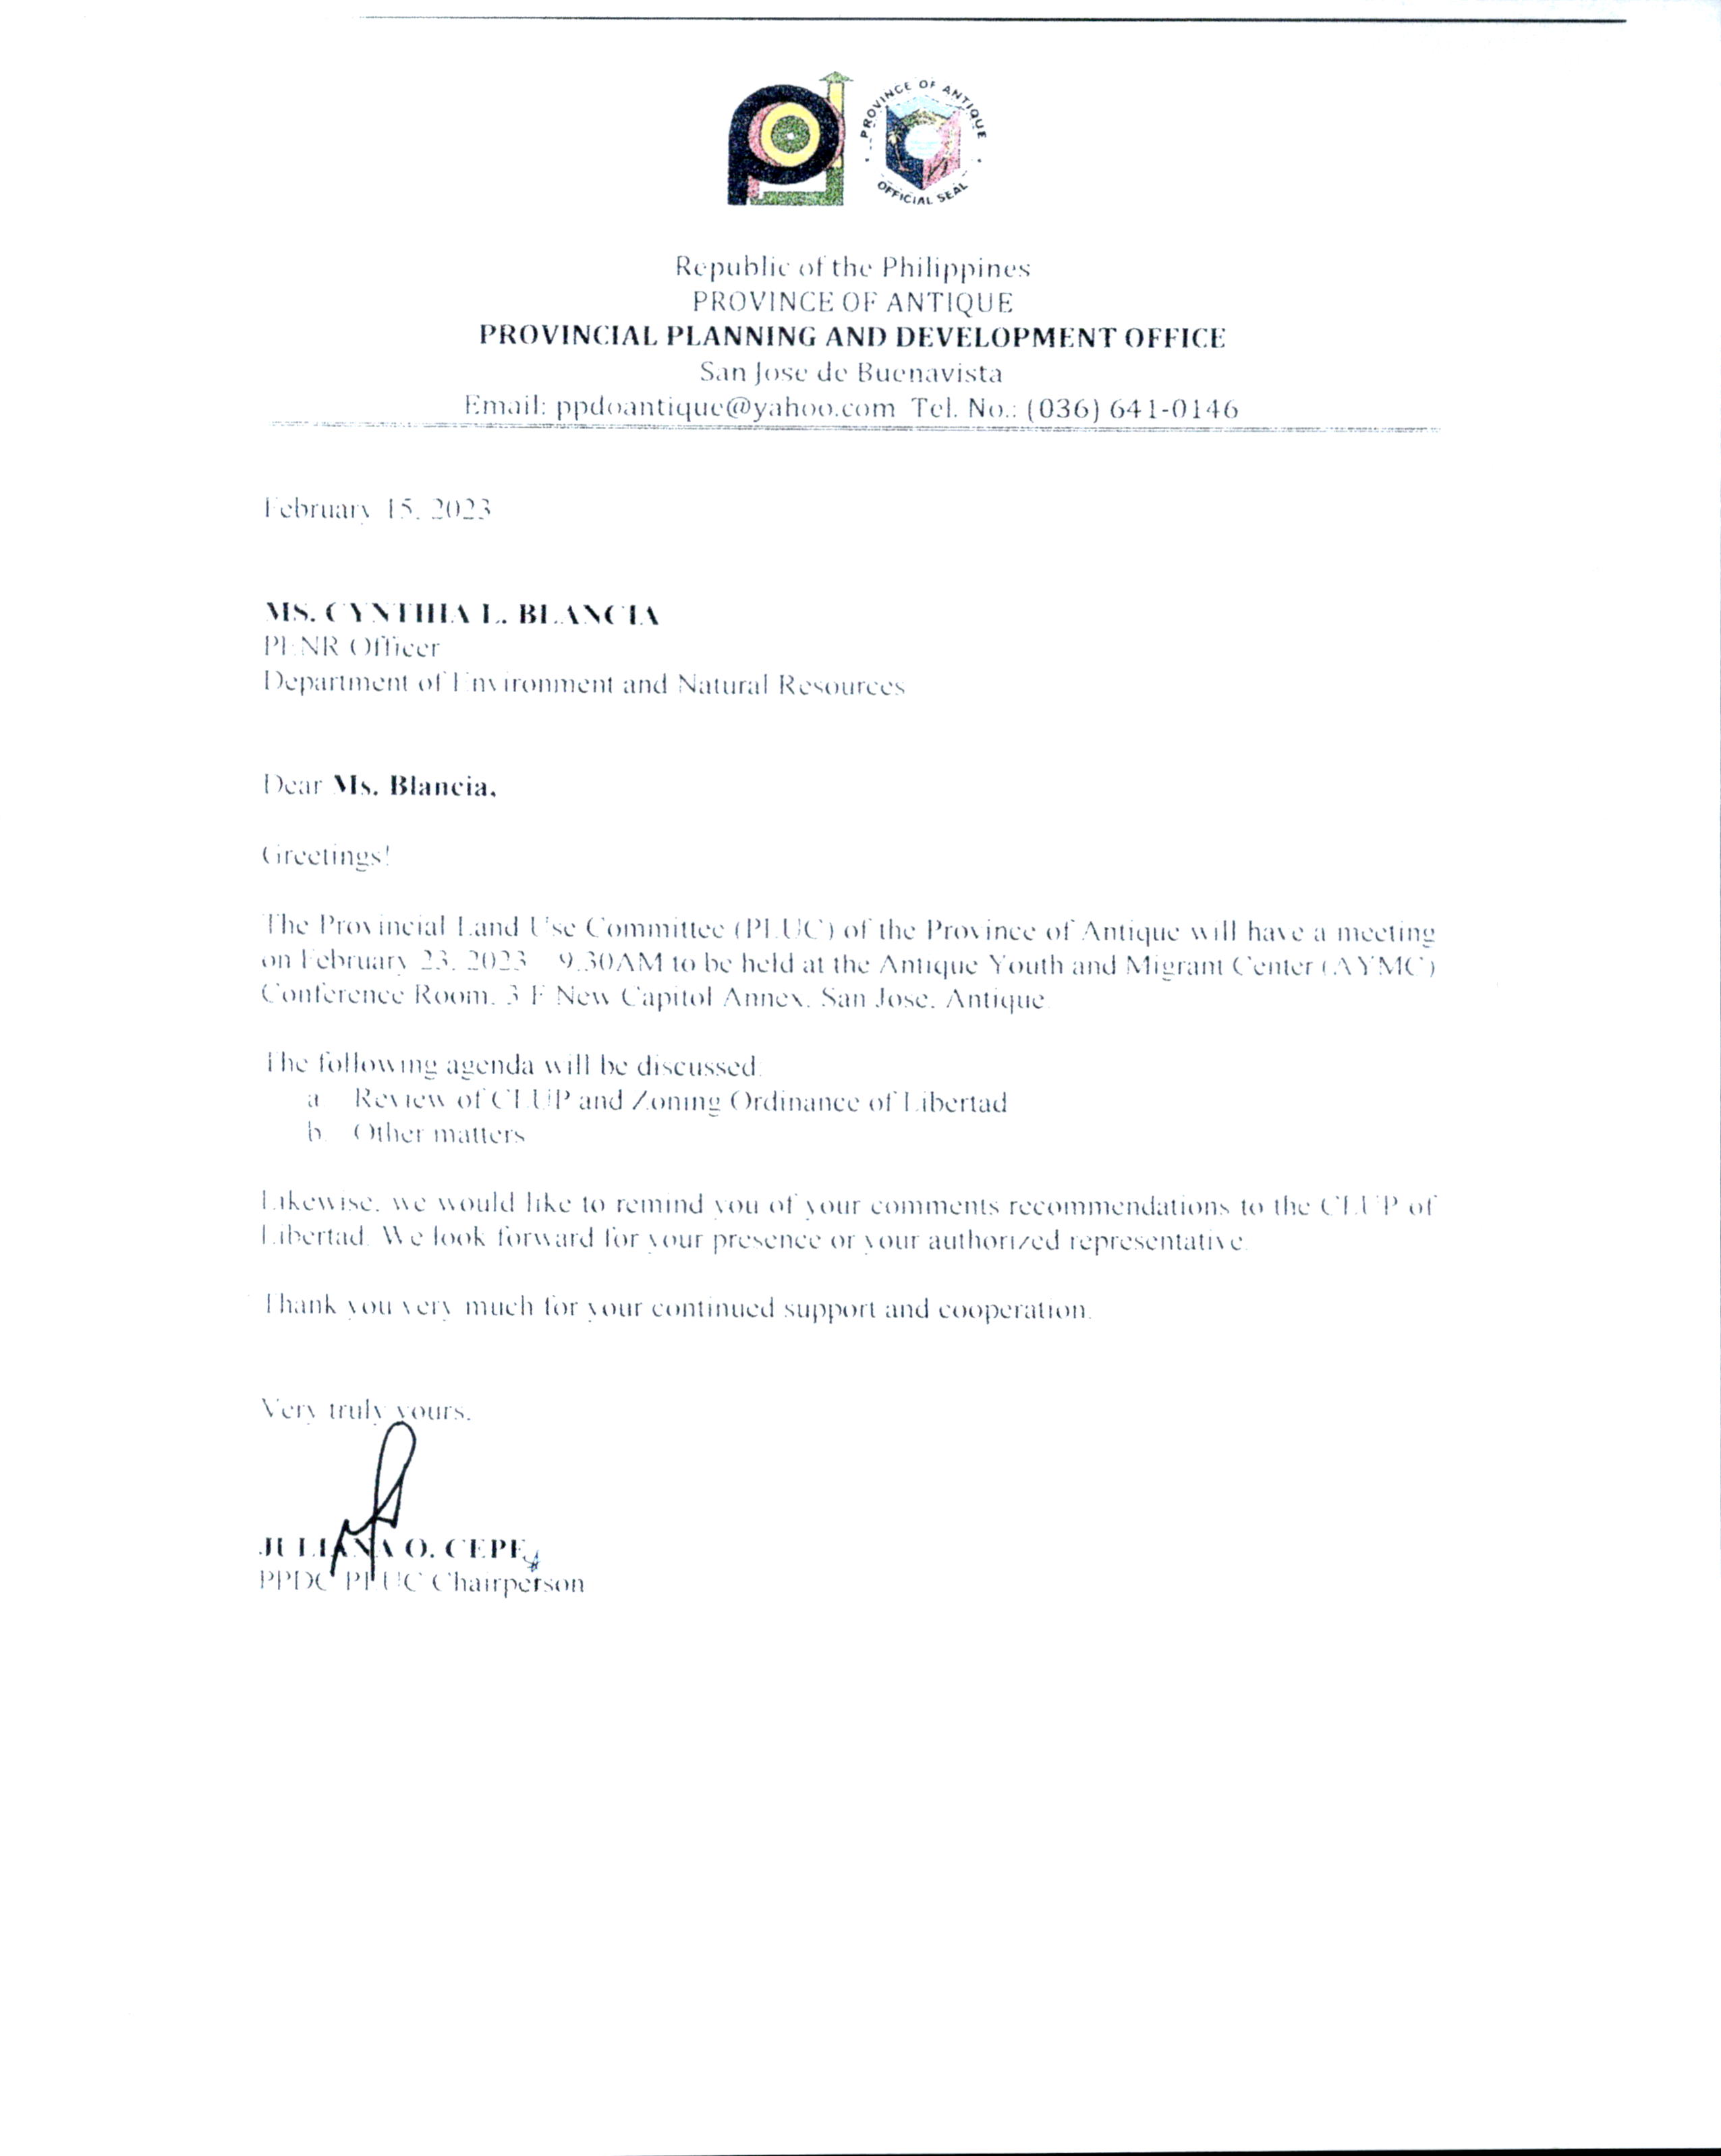 PROVINCE OF ANTIQUE
OFFICIAL SEAL
Republic of the Philippines
PROVINCE OF ANTIQUE
PROVINCIAL PLANNING AND DEVELOPMENT OFFICE
San Jose de Buenavista
Email: ppdoantique@yahoo.com Tel. No.: (036) 641-0146
February 15, 2023
MS. CYNTHIA L. BLANCIA
PENR Officer
Department of Environment and Natural Resources
Dear Ms. Blancia,
Greetings!
The Provincial Land Use Committee (PLUC) of the Province of Antique will have a meeting
on February 23, 2023 9:30AM to be held at the Antique Youth and Migrant Center (AYMC)
Conference Room, 3 F New Capitol Annex, San Jose, Antique.
The following agenda will be discussed:
a. Review of CLUP and Zoning Ordinance of Libertad
b. Other matters
Likewise, we would like to remind you of your comments recommendations to the CLUP of
Libertad. We look forward for your presence or your authorized representative.
Thank you very much for your continued support and cooperation.
Very truly yours,
JULIANA O. CEPE
PPDC PLUC Chairperson